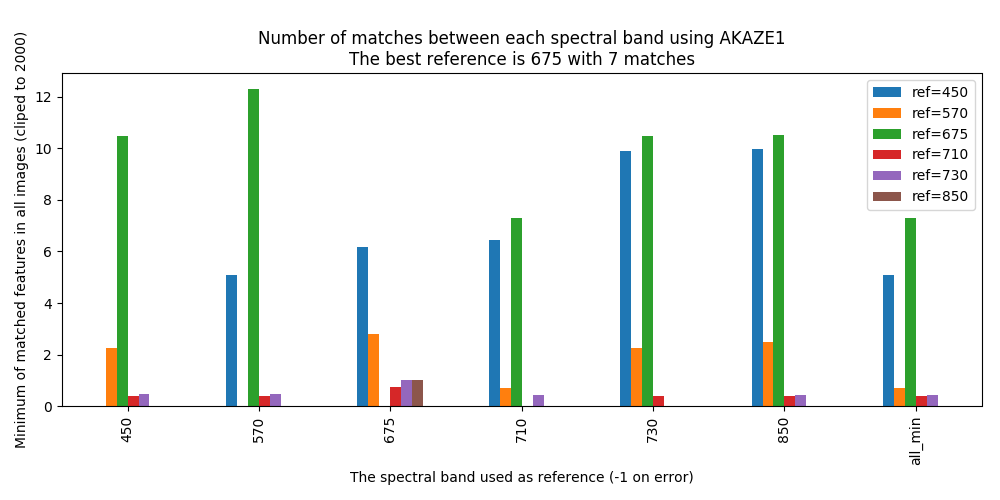 Number of matches between each spectral band using AKAZE1
The best reference is 675 with 7 matches
Minimum of matched features in all images (cliped to 2000)
12
10
8
6
4
2
0
ref=450
ref=570
ref=675
ref=710
ref=730
ref=850
450
570
675
710
730
850
all_min
The spectral band used as reference (-1 on error)